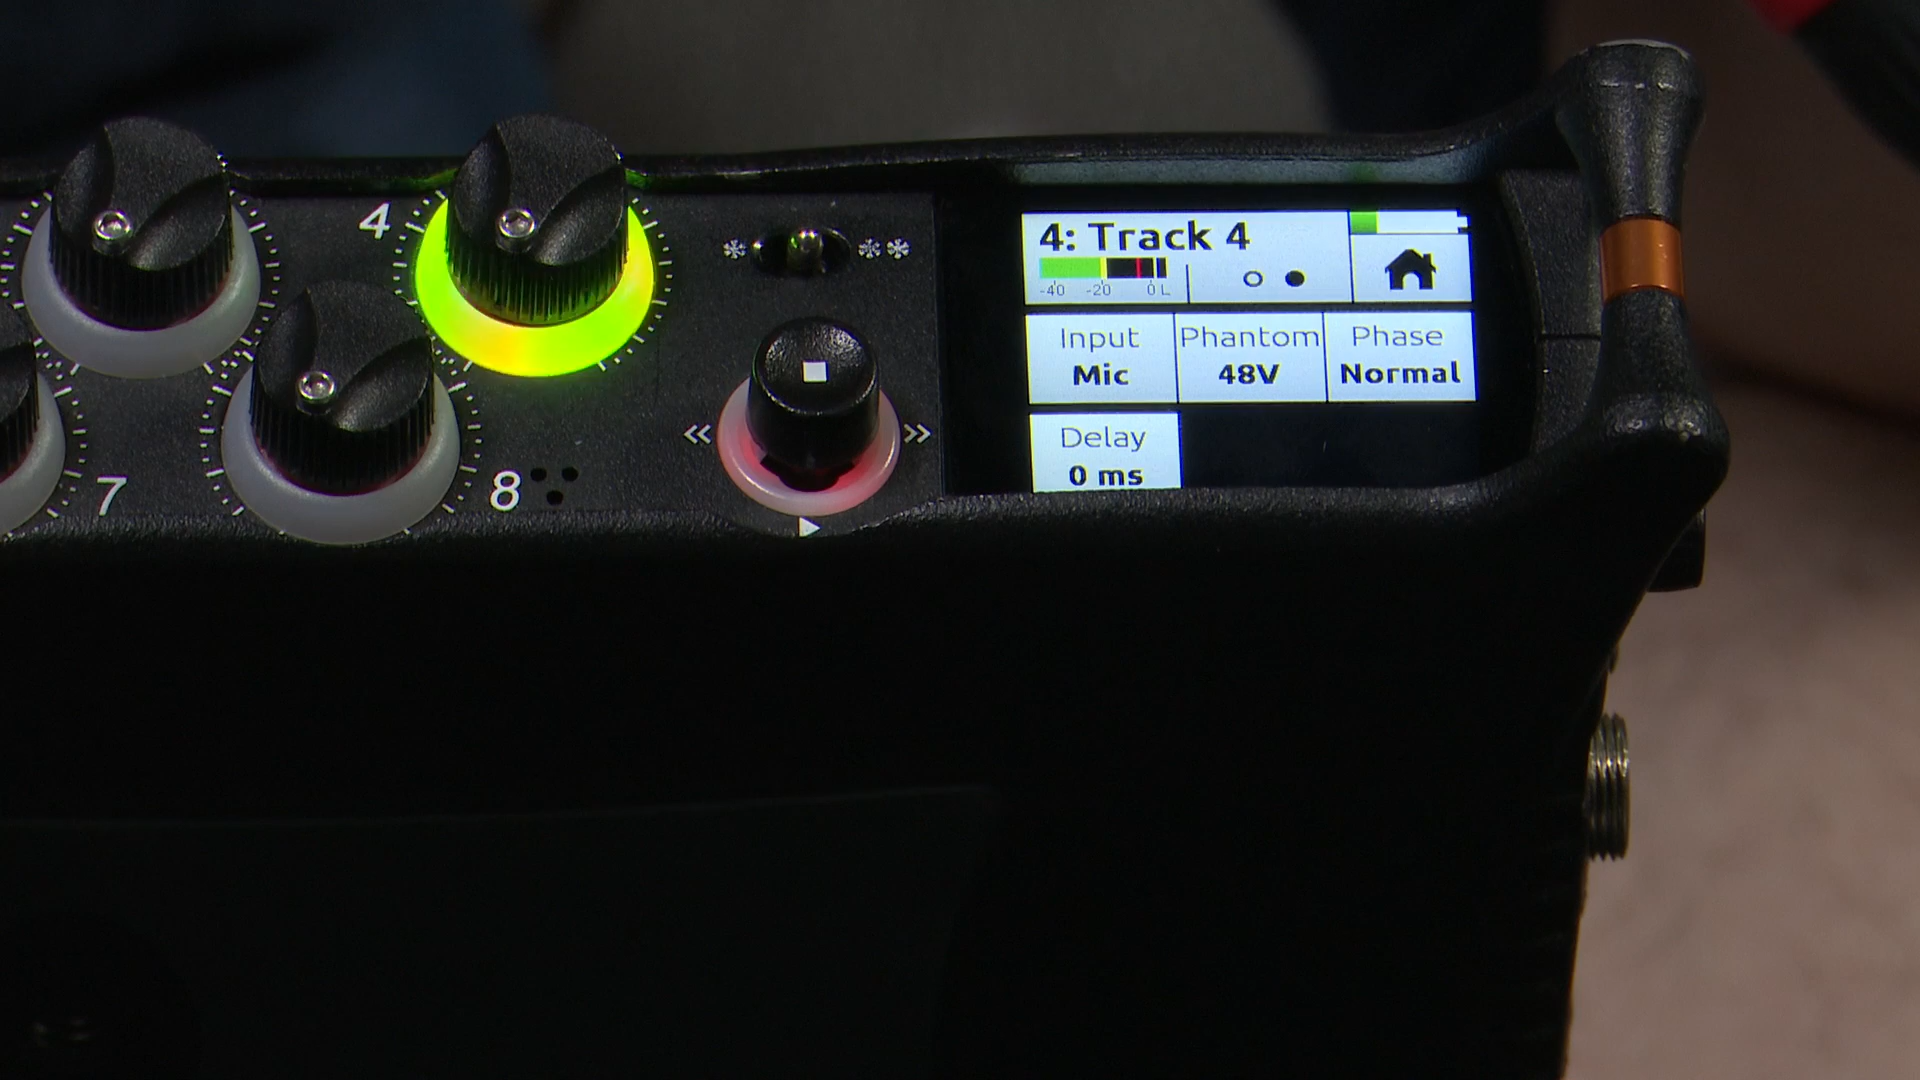 4
7
8
4: Track 4
-40 -20 0 L
Input Phantom Phase
Mic 48V Normal
Delay
0 ms